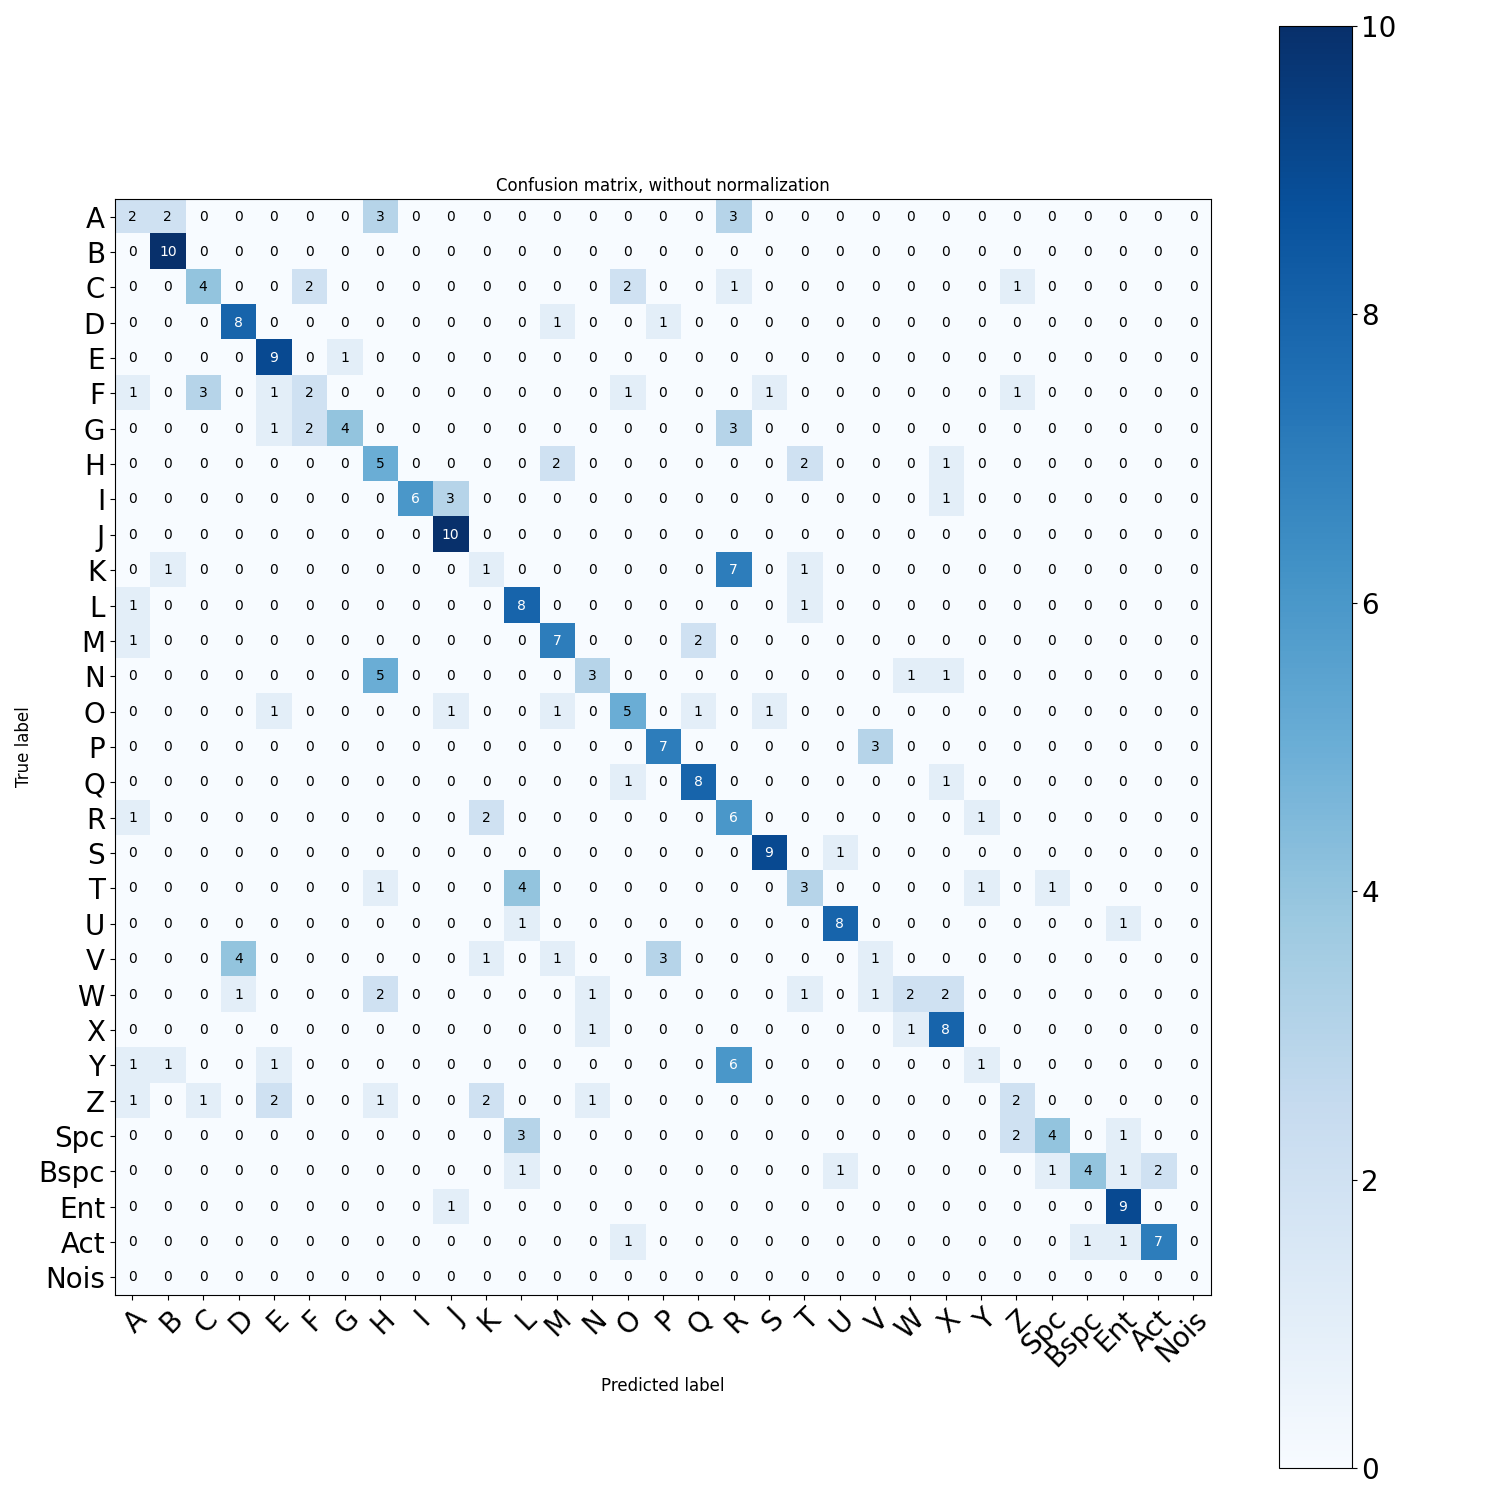 Confusion matrix, without normalization
A 2 2 0 0 0 0 0 3 0 0 0 0 0 0 0 0 0 3 0 0 0 0 0 0 0 0 0 0 0 0 0
B 0 10 0 0 0 0 0 0 0 0 0 0 0 0 0 0 0 0 0 0 0 0 0 0 0 0 0 0 0 0 0
C 0 0 4 0 0 2 0 0 0 0 0 0 0 0 2 0 0 1 0 0 0 0 0 0 0 1 0 0 0 0 0
D 0 0 0 8 0 0 0 0 0 0 0 0 1 0 0 1 0 0 0 0 0 0 0 0 0 0 0 0 0 0 0
E 0 0 0 0 9 0 1 0 0 0 0 0 0 0 0 0 0 0 0 0 0 0 0 0 0 0 0 0 0 0 0
F 1 0 3 0 1 2 0 0 0 0 0 0 0 0 1 0 0 0 1 0 0 0 0 0 0 1 0 0 0 0 0
G 0 0 0 0 1 2 4 0 0 0 0 0 0 0 0 0 0 3 0 0 0 0 0 0 0 0 0 0 0 0 0
H 0 0 0 0 0 0 0 5 0 0 0 0 2 0 0 0 0 0 0 2 0 0 0 1 0 0 0 0 0 0 0
I 0 0 0 0 0 0 0 0 6 3 0 0 0 0 0 0 0 0 0 0 0 0 0 1 0 0 0 0 0 0 0
J 0 0 0 0 0 0 0 0 0 10 0 0 0 0 0 0 0 0 0 0 0 0 0 0 0 0 0 0 0 0 0
K 0 1 0 0 0 0 0 0 0 0 1 0 0 0 0 0 0 7 0 1 0 0 0 0 0 0 0 0 0 0 0
L 1 0 0 0 0 0 0 0 0 0 0 8 0 0 0 0 0 0 0 1 0 0 0 0 0 0 0 0 0 0 0
M 1 0 0 0 0 0 0 0 0 0 0 0 7 0 0 0 2 0 0 0 0 0 0 0 0 0 0 0 0 0 0
N 0 0 0 0 0 0 0 5 0 0 0 0 0 3 0 0 0 0 0 0 0 0 1 1 0 0 0 0 0 0 0
O 0 0 0 0 1 0 0 0 0 1 0 0 1 0 5 0 1 0 1 0 0 0 0 0 0 0 0 0 0 0 0
P 0 0 0 0 0 0 0 0 0 0 0 0 0 0 0 7 0 0 0 0 0 3 0 0 0 0 0 0 0 0 0
Q 0 0 0 0 0 0 0 0 0 0 0 0 0 0 1 0 8 0 0 0 0 0 0 1 0 0 0 0 0 0 0
R 1 0 0 0 0 0 0 0 0 0 2 0 0 0 0 0 0 6 0 0 0 0 0 0 1 0 0 0 0 0 0
S 0 0 0 0 0 0 0 0 0 0 0 0 0 0 0 0 0 0 9 0 1 0 0 0 0 0 0 0 0 0 0
T 0 0 0 0 0 0 0 1 0 0 0 4 0 0 0 0 0 0 0 3 0 0 0 0 1 0 1 0 0 0 0
U 0 0 0 0 0 0 0 0 0 0 0 1 0 0 0 0 0 0 0 0 8 0 0 0 0 0 0 0 1 0 0
V 0 0 0 4 0 0 0 0 0 0 1 0 1 0 0 3 0 0 0 0 0 1 0 0 0 0 0 0 0 0 0
W 0 0 0 1 0 0 0 2 0 0 0 0 0 1 0 0 0 0 0 1 0 1 2 2 0 0 0 0 0 0 0
X 0 0 0 0 0 0 0 0 0 0 0 0 0 1 0 0 0 0 0 0 0 0 1 8 0 0 0 0 0 0 0
Y 1 1 0 0 1 0 0 0 0 0 0 0 0 0 0 0 0 6 0 0 0 0 0 0 1 0 0 0 0 0 0
Z 1 0 1 0 2 0 0 1 0 0 2 0 0 1 0 0 0 0 0 0 0 0 0 0 0 2 0 0 0 0 0
Spc 0 0 0 0 0 0 0 0 0 0 0 3 0 0 0 0 0 0 0 0 0 0 0 0 0 2 4 0 1 0 0
Bspc 0 0 0 0 0 0 0 0 0 0 0 1 0 0 0 0 0 0 0 0 1 0 0 0 0 0 1 4 1 2 0
Ent 0 0 0 0 0 0 0 0 0 1 0 0 0 0 0 0 0 0 0 0 0 0 0 0 0 0 0 0 9 0 0
Act 0 0 0 0 0 0 0 0 0 0 0 0 0 0 1 0 0 0 0 0 0 0 0 0 0 0 0 1 1 7 0
Nois 0 0 0 0 0 0 0 0 0 0 0 0 0 0 0 0 0 0 0 0 0 0 0 0 0 0 0 0 0 0 0
A B C D E F G H I J K L M N O P Q R S T U V W X Y Z Spc Bspc Ent Act Nois
Predicted label
True label
10
8
6
4
2
0